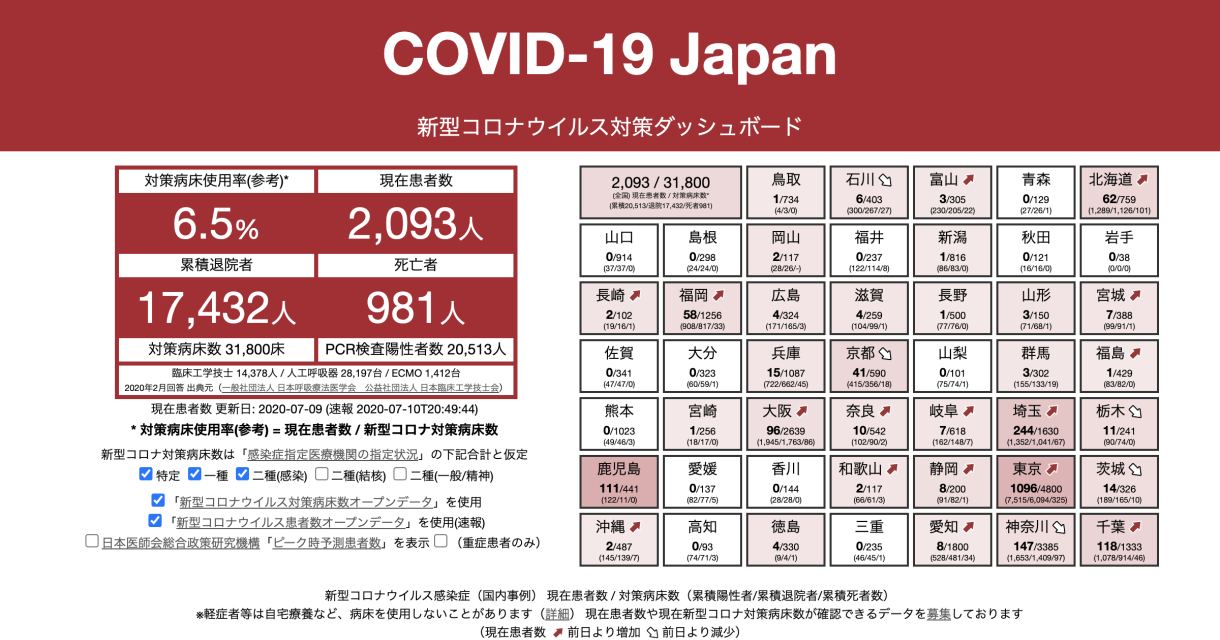 COVID-19 Japan
新型コロナウイルス対策ダッシュボード
対策病床使用率(参考)* 現在患者数
6.5% 2,093人
累積退院者 死亡者
17,432人 981人
対策病床数 31,800床 PCR検査陽性者数 20,513人
臨床工学技士 14,378人 / 人工呼吸器 28,197台 / ECMO 1,412台
2020年2月回答 出典元（一般社団法人 日本呼吸療法医学会　公益社団法人 日本臨床工学技士会）
現在患者数 更新日: 2020-07-09 (速報 2020-07-10T20:49:44)
* 対策病床使用率(参考) = 現在患者数 / 新型コロナ対策病床数
新型コロナ対策病床数は「感染症指定医療機関の指定状況」の下記合計と仮定
特定 一種 二種(感染) 二種(結核) 二種(一般/精神)
「新型コロナウイルス対策病床数オープンデータ」を使用
「新型コロナウイルス患者数オープンデータ」を使用(速報)
日本医師会総合政策研究機構「ピーク時予測患者数」を表示 （重症患者のみ）
2,093 / 31,800
(全国) 現在患者数 / 対策病床数*
(累積20,513/退院17,432/死者981)
鳥取
1/734
(4/3/0)
石川
6/403
(300/267/27)
富山
3/305
(230/205/22)
青森
0/129
(27/26/1)
北海道
62/759
(1,289/1,126/101)
山口
0/914
(37/37/0)
島根
0/298
(24/24/0)
岡山
2/117
(28/26/-)
福井
0/237
(122/114/8)
新潟
1/816
(86/83/0)
秋田
0/121
(16/16/0)
岩手
0/38
(0/0/0)
長崎
2/102
(19/16/1)
福岡
58/1256
(908/817/33)
広島
4/324
(171/165/3)
滋賀
4/259
(104/99/1)
長野
1/500
(77/76/0)
山形
3/150
(71/68/1)
宮城
7/388
(99/91/1)
佐賀
0/341
(47/47/0)
大分
0/323
(60/59/1)
兵庫
15/1087
(722/662/45)
京都
41/590
(415/356/18)
山梨
0/101
(75/74/1)
群馬
3/302
(155/133/19)
福島
1/429
(83/82/0)
熊本
0/1023
(49/46/3)
宮崎
1/256
(18/17/0)
大阪
96/2639
(1,945/1,763/86)
奈良
10/542
(102/90/2)
岐阜
7/618
(162/148/7)
埼玉
244/1630
(1,352/1,041/67)
栃木
11/241
(90/74/0)
鹿児島
111/441
(122/11/0)
愛媛
0/137
(82/77/5)
香川
0/144
(28/28/0)
和歌山
2/117
(66/61/3)
静岡
8/200
(91/82/1)
東京
1096/4800
(7,515/6,094/325)
茨城
14/326
(189/165/10)
沖縄
2/487
(145/139/7)
高知
0/93
(74/71/3)
徳島
4/330
(9/4/1)
三重
0/235
(46/45/1)
愛知
8/1800
(528/481/34)
神奈川
147/3385
(1,653/1,409/97)
千葉
118/1333
(1,078/914/46)
新型コロナウイルス感染症（国内事例） 現在患者数 / 対策病床数（累積陽性者/累積退院者/累積死者数）
※軽症者等は自宅療養など、病床を使用しないことがあります（詳細） 現在患者数や現在新型コロナ対策病床数が確認できるデータを募集しております
（現在患者数 前日より増加 前日より減少）